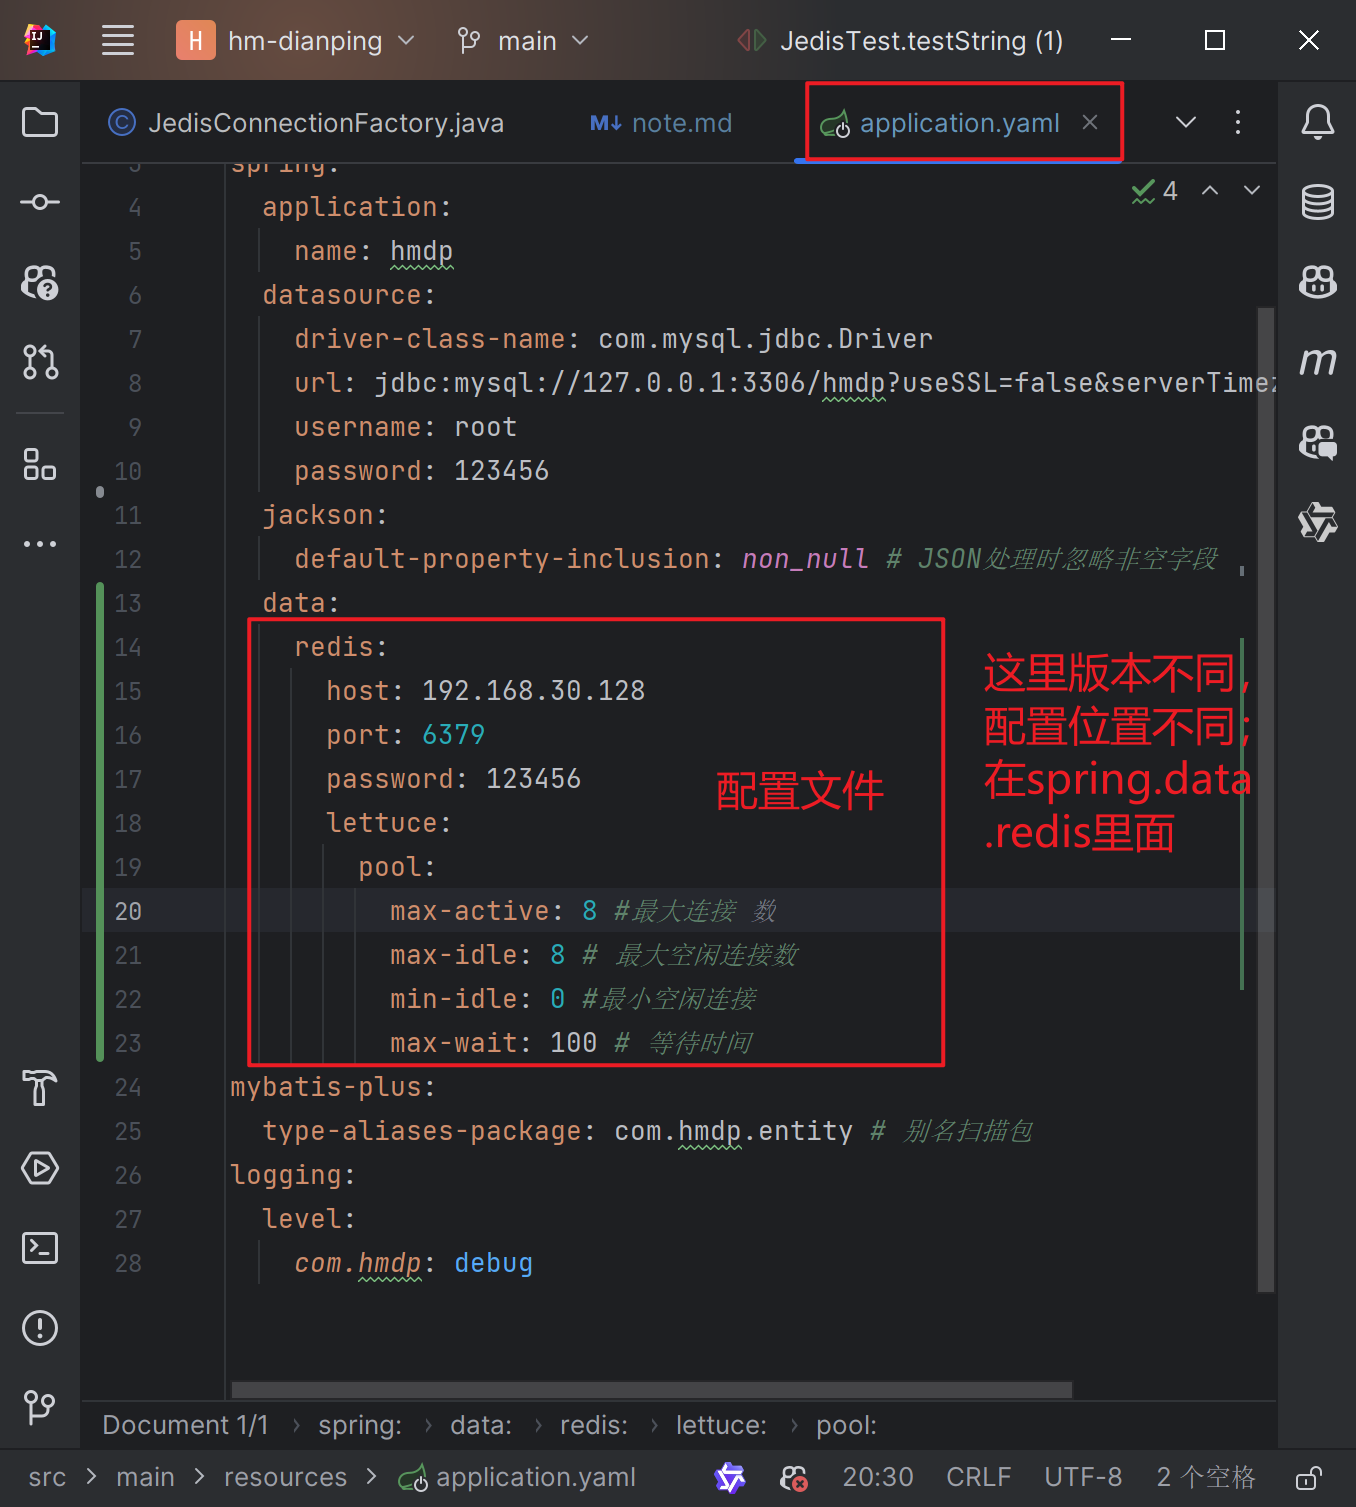 H hm-dianping main JedisTest.testString (1)
JedisConnectionFactory.java note.md application.yaml
3 spring:
4 application:
4
5 name: hmdp
6 datasource:
7 driver-class-name: com.mysql.jdbc.Driver
8 url: jdbc:mysql://127.0.0.1:3306/hmdp?useSSL=false&serverTime
9 username: root
10 password: 123456
11 jackson:
12 default-property-inclusion: non_null # JSON处理时忽略非空字段
13 data:
14 redis:
15 host: 192.168.30.128
16 port: 6379
17 password: 123456
18 lettuce:
19 pool:
20 max-active: 8 #最大连接 数
21 max-idle: 8 # 最大空闲连接数
22 min-idle: 0 #最小空闲连接
23 max-wait: 100 # 等待时间
配置文件
这里版本不同,
配置位置不同;
在spring.data
.redis里面
24 mybatis-plus:
25 type-aliases-package: com.hmdp.entity # 别名扫描包
26 logging:
27 level:
28 com.hmdp: debug
Document 1/1 › spring: › data: › redis: › lettuce: › pool:
src > main > resources > application.yaml 20:30 CRLF UTF-8 2 个空格